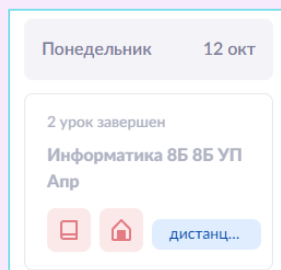 Понедельник 12 окт
2 урок завершен
Информатика 8Б 8Б УП
Апр
дистанц...